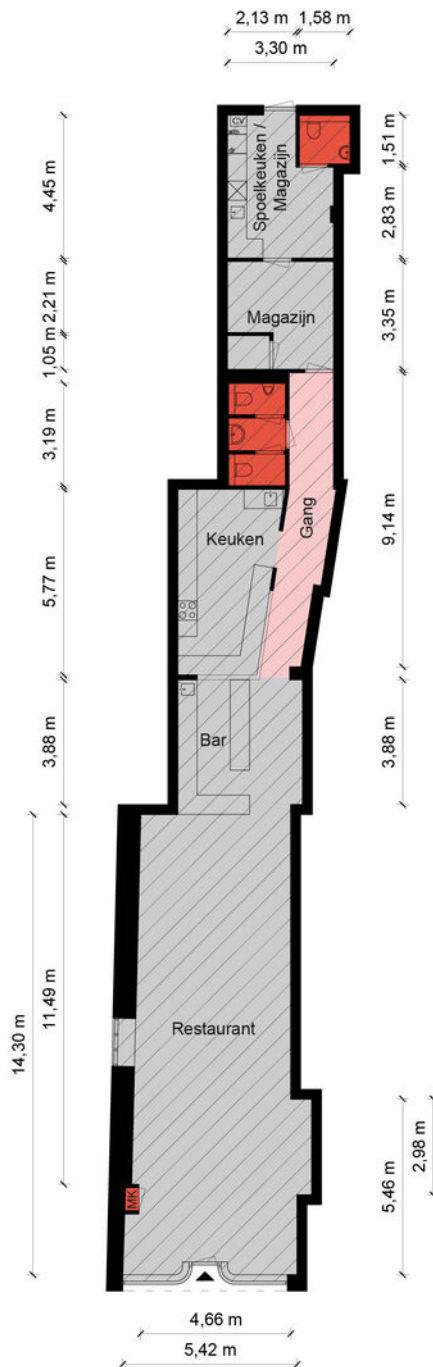 2,13 m
1,58 m
3,30 m
4,45 m
1,51 m
CV
Spoelkeuken /
Magazijn
2,83 m
2,21 m
Magazijn
3,35 m
1,05 m
3,19 m
Gang
9,14 m
Keuken
5,77 m
3,88 m
Bar
3,88 m
14,30 m
11,49 m
Restaurant
5,46 m
2,98 m
MK
4,66 m
5,42 m